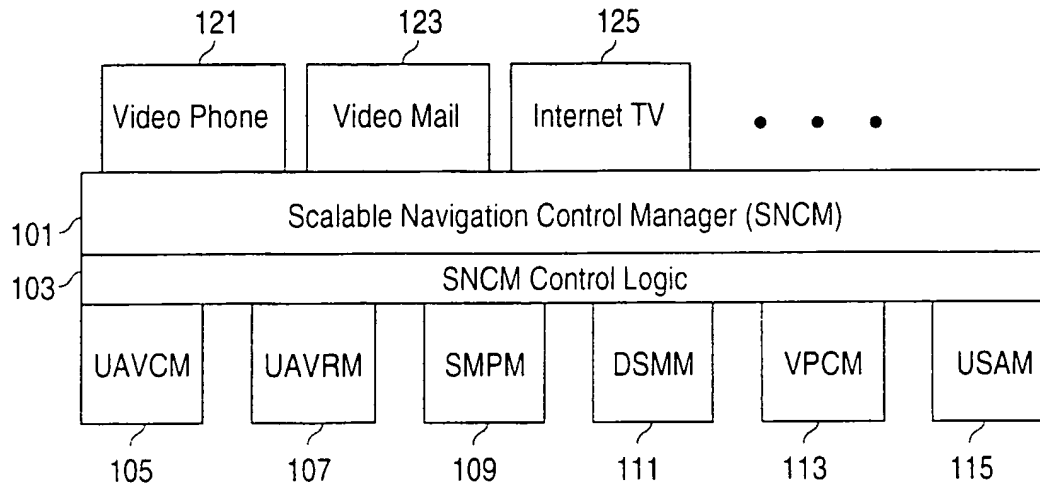 121 123 125
Video Phone Video Mail Internet TV
101 Scalable Navigation Control Manager (SNCM)
103 SNCM Control Logic
UAVCM UAVRM SMPM DSMM VPCM USAM
105 107 109 111 113 115